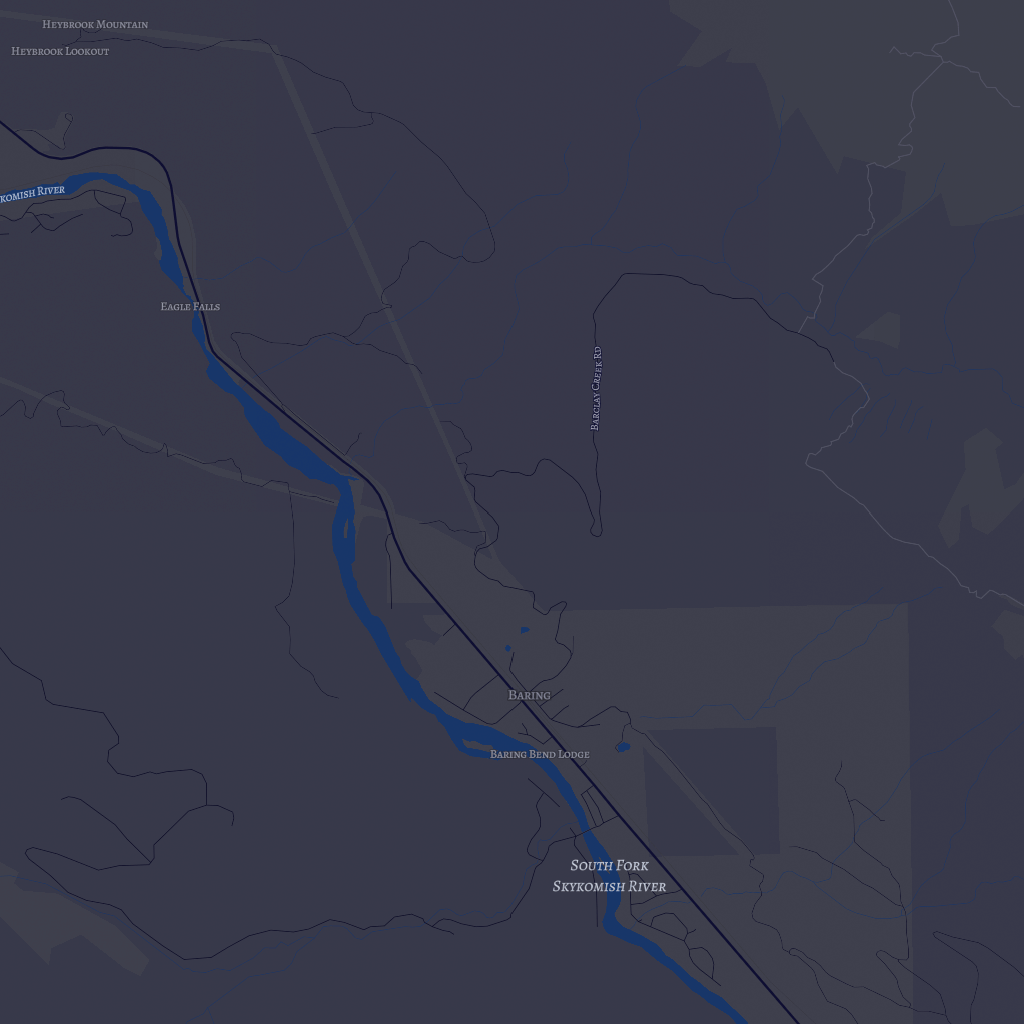 Heybrook Mountain
Heybrook Lookout
komish River
Eagle Falls
Barclay Creek Rd
Baring
Baring Bend Lodge
South Fork
Skykomish River